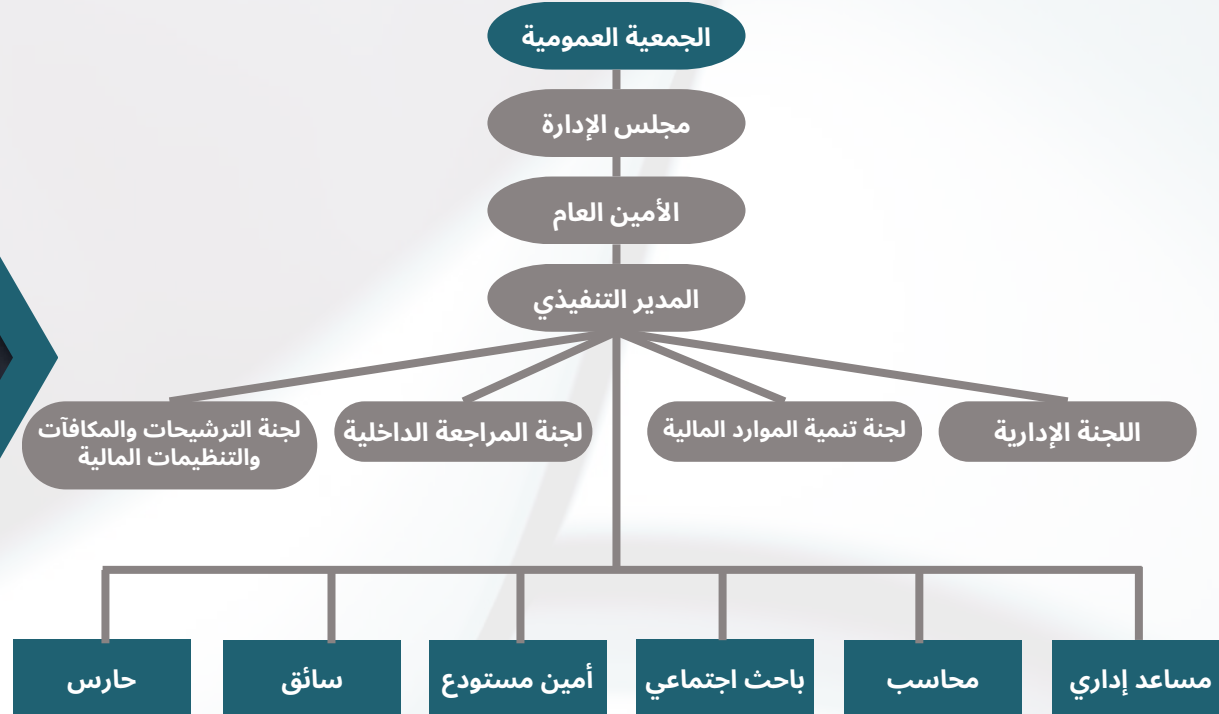 الجمعية العمومية
مجلس الإدارة
الأمين العام
المدير التنفيذي
اللجنة الإدارية
لجنة تنمية الموارد المالية
لجنة المراجعة الداخلية
لجنة الترشيحات والمكافآت
والتنظيمات المالية
مساعد إداري
محاسب
باحث اجتماعي
أمين مستودع
سائق
حارس